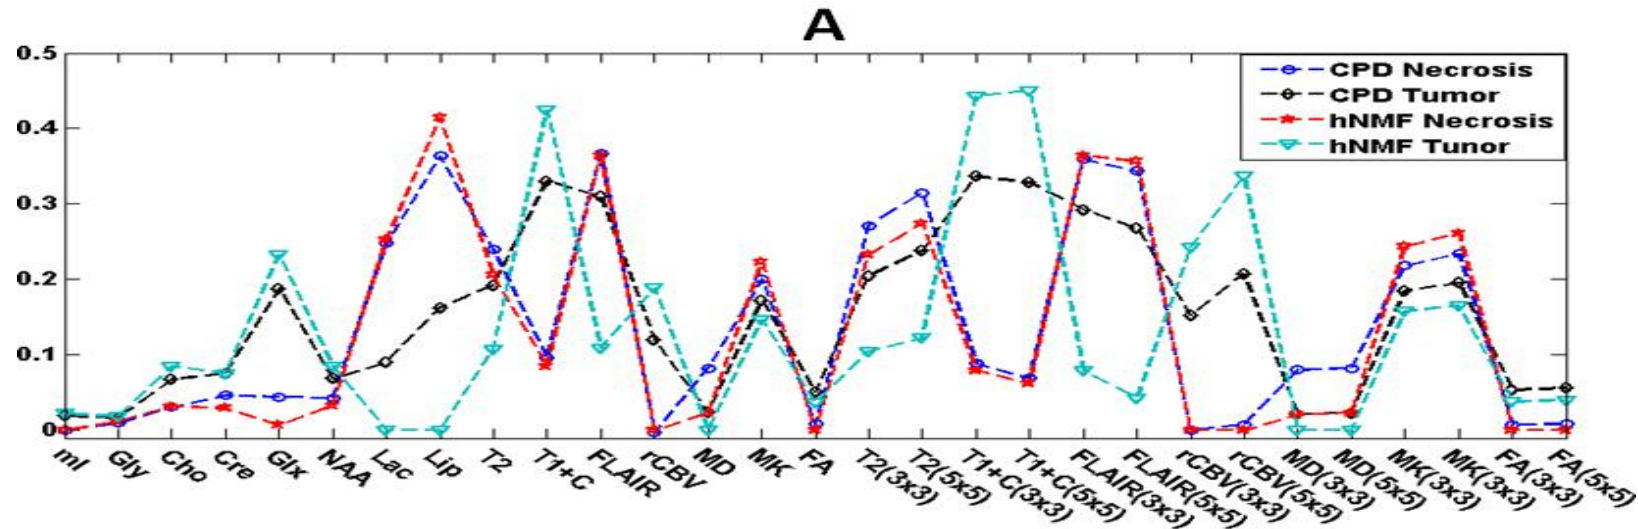 A
0.5
0.4
0.3
0.2
0.1
0
CPD Necrosis
CPD Tumor
hNMF Necrosis
hNMF Tunor
mI
Gly
Cho
Cre
Glx
NAA
Lac
Lip
T2
T1+C
FLAIR
rCBV
MD
MK
FA
T2(3x3)
T2(5x5)
T1+C(3x3)
T1+C(5x5)
FLAIR(3x3)
FLAIR(5x5)
rCBV(3x3)
rCBV(5x5)
MD(3x3)
MD(5x5)
MK(3x3)
MK(3x3)
FA(3x3)
FA(5x5)